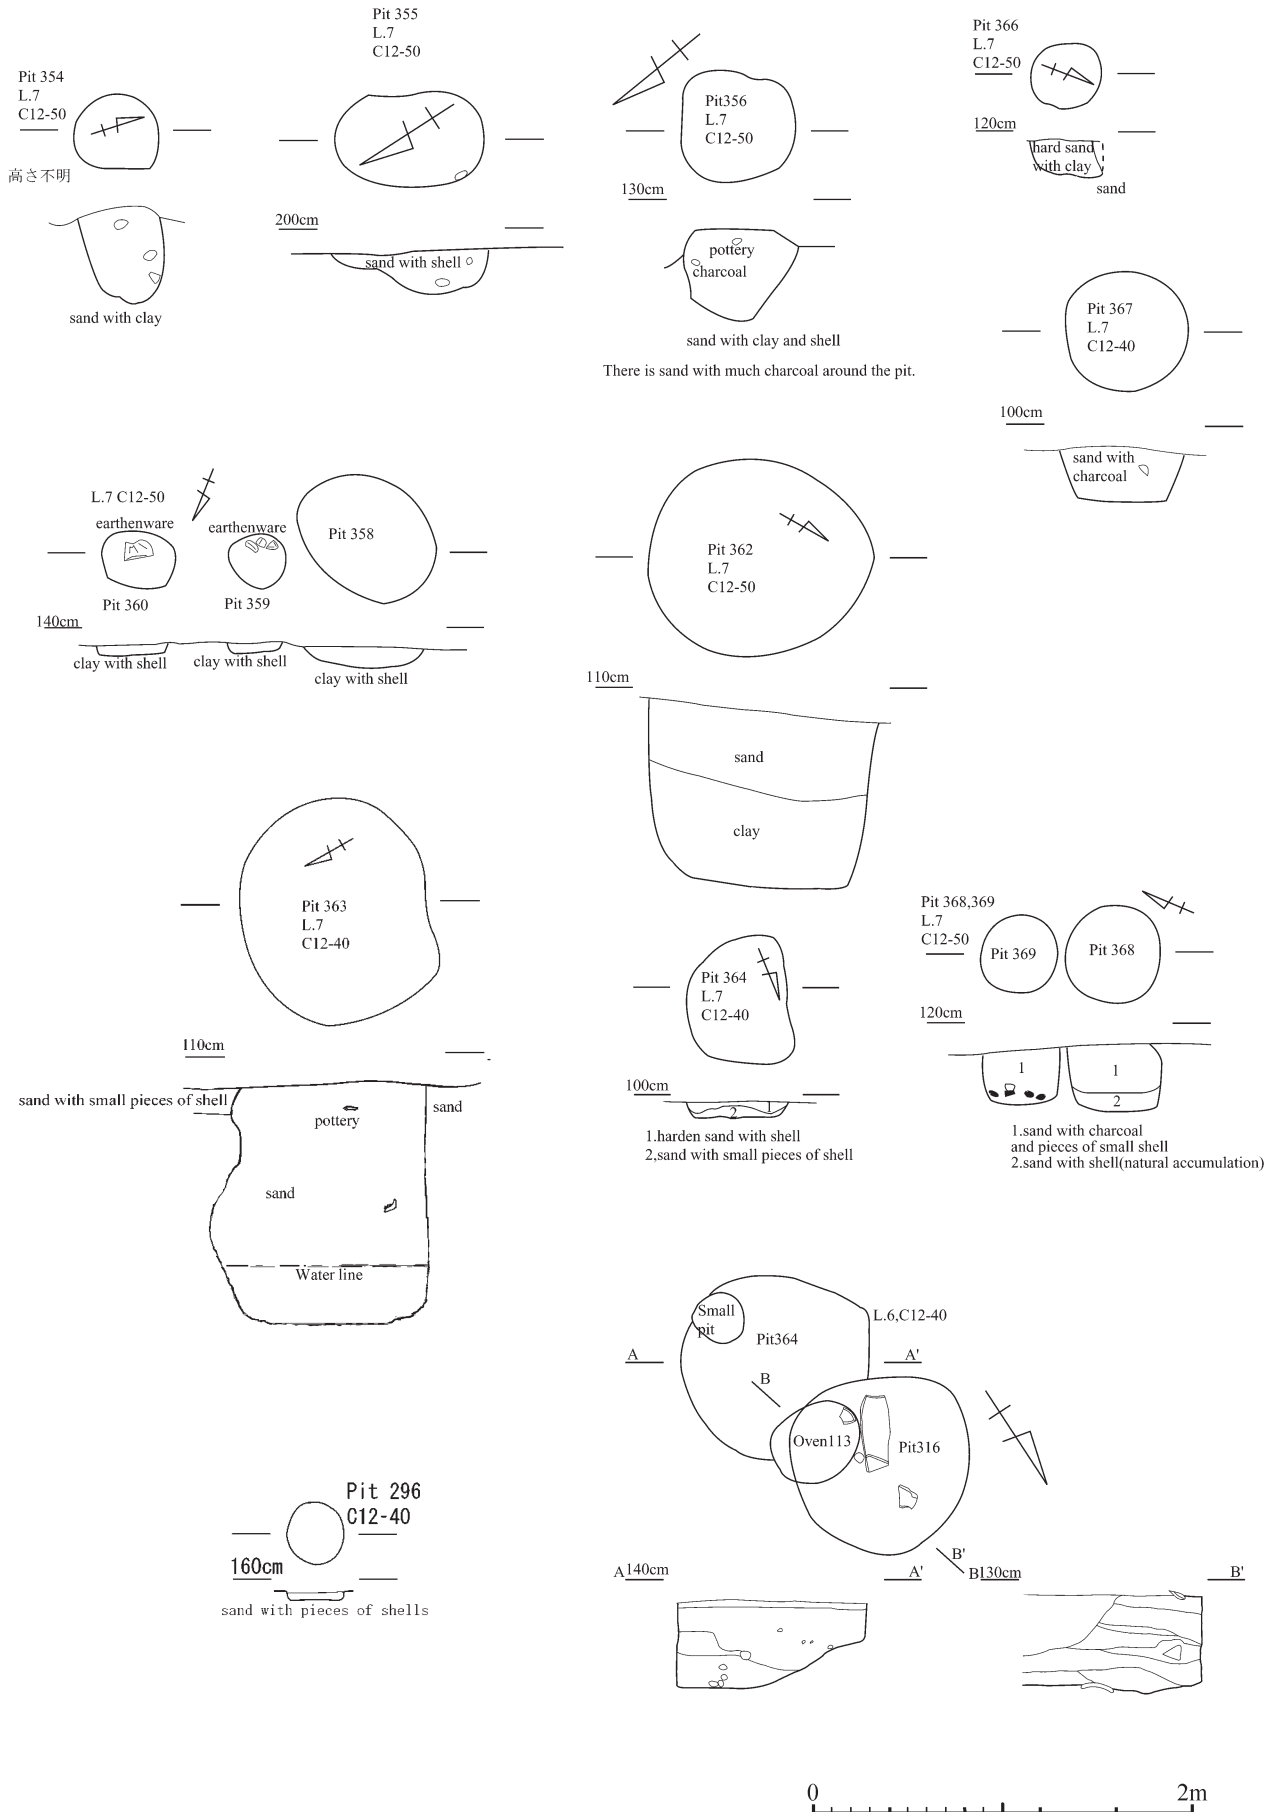 Pit 354
L.7
C12-50
高さ不明
sand with clay
Pit 355
L.7
C12-50
200cm
sand with shell
Pit356
L.7
C12-50
130cm
pottery
charcoal
sand with clay and shell
There is sand with much charcoal around the pit.
Pit 366
L.7
C12-50
120cm
hard sand
with clay
sand
Pit 367
L.7
C12-40
100cm
sand with
charcoal
L.7 C12-50
earthenware
earthenware
Pit 358
Pit 360
Pit 359
140cm
clay with shell
clay with shell
clay with shell
Pit 362
L.7
C12-50
110cm
sand
clay
Pit 363
L.7
C12-40
110cm
sand with small pieces of shell
sand
pottery
sand
Water line
Pit 364
L.7
C12-40
100cm
1
2
1.harden sand with shell
2,sand with small pieces of shell
Pit 368,369
L.7
C12-50
Pit 369
Pit 368
120cm
1
1
2
1.sand with charcoal
and pieces of small shell
2.sand with shell(natural accumulation)
Small
pit
Pit364
L.6,C12-40
A
A'
B
Oven113
Pit316
B'
A 140cm
A'
B 130cm
B'
Pit 296
C12-40
160cm
sand with pieces of shells
0
2m